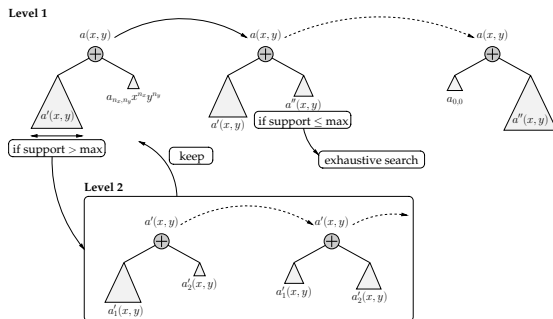 Level 1
a(x, y)
a(x, y)
a(x, y)
a'(x, y)
a_{n_x,n_y}x^{n_x}y^{n_y}
a'(x, y)
a''(x, y)
a_{0,0}
a''(x, y)
if support > max
if support ≤ max
keep
exhaustive search
Level 2
a'(x, y)
a'(x, y)
a'_1(x, y)
a'_2(x, y)
a'_1(x, y)
a'_2(x, y)